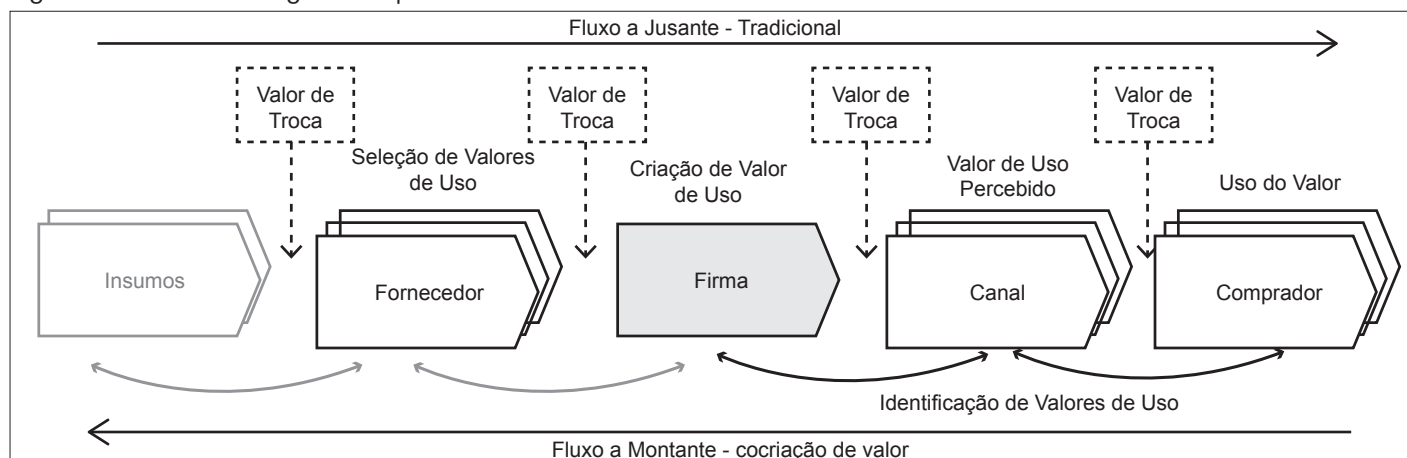 Fluxo a Jusante - Tradicional
Valor de
Troca
Valor de
Troca
Valor de
Troca
Valor de
Troca
Seleção de Valores
de Uso
Criação de Valor
de Uso
Valor de Uso
Percebido
Uso do Valor
Insumos
Fornecedor
Firma
Canal
Comprador
Identificação de Valores de Uso
Fluxo a Montante - cocriação de valor